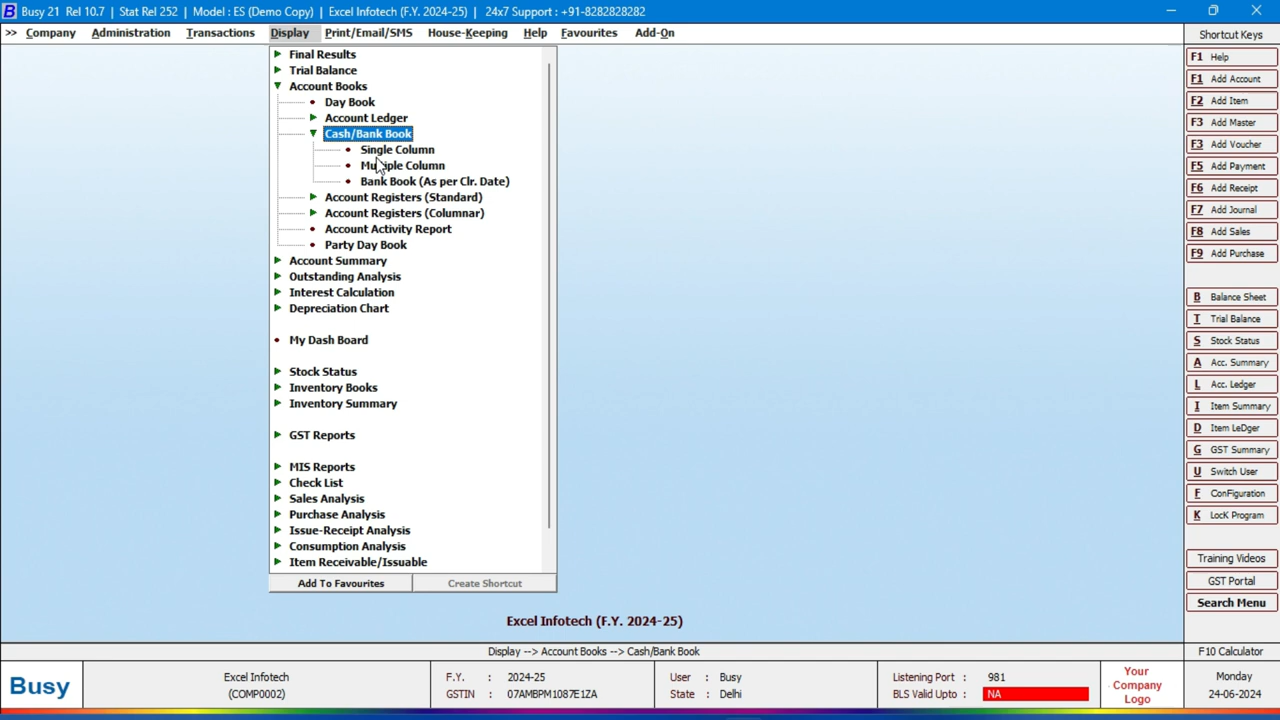 B Busy 21 Rel 10.7 | Stat Rel 252 | Model : ES (Demo Copy) | Excel Infotech (F.Y. 2024-25) | 24x7 Support : +91-8282828282
>> Company Administration Transactions Display Print/Email/SMS House-Keeping Help Favourites Add-On
Final Results
Trial Balance
Account Books
Day Book
Account Ledger
Cash/Bank Book
Single Column
Multiple Column
Bank Book (As per Clr. Date)
Account Registers (Standard)
Account Registers (Columnar)
Account Activity Report
Party Day Book
Account Summary
Outstanding Analysis
Interest Calculation
Depreciation Chart
My Dash Board
Stock Status
Inventory Books
Inventory Summary
GST Reports
MIS Reports
Check List
Sales Analysis
Purchase Analysis
Issue-Receipt Analysis
Consumption Analysis
Item Receivable/Issuable
Add To Favourites Create Shortcut
Excel Infotech (F.Y. 2024-25)
Display --> Account Books --> Cash/Bank Book
Shortcut Keys
F1 Help
F1 Add Account
F2 Add Item
F3 Add Master
F3 Add Voucher
F5 Add Payment
F6 Add Receipt
F7 Add Journal
F8 Add Sales
F9 Add Purchase
B Balance Sheet
T Trial Balance
S Stock Status
A Acc. Summary
L Acc. Ledger
I Item Summary
D Item LeDger
G GST Summary
U Switch User
F ConFiguration
K LocK Program
Training Videos
GST Portal
Search Menu
F10 Calculator
Busy
Excel Infotech
(COMP0002)
F.Y. : 2024-25
GSTIN : 07AMBPM1087E1ZA
User : Busy
State : Delhi
Listening Port : 981
BLS Valid Upto : NA
Your
Company
Logo
Monday
24-06-2024